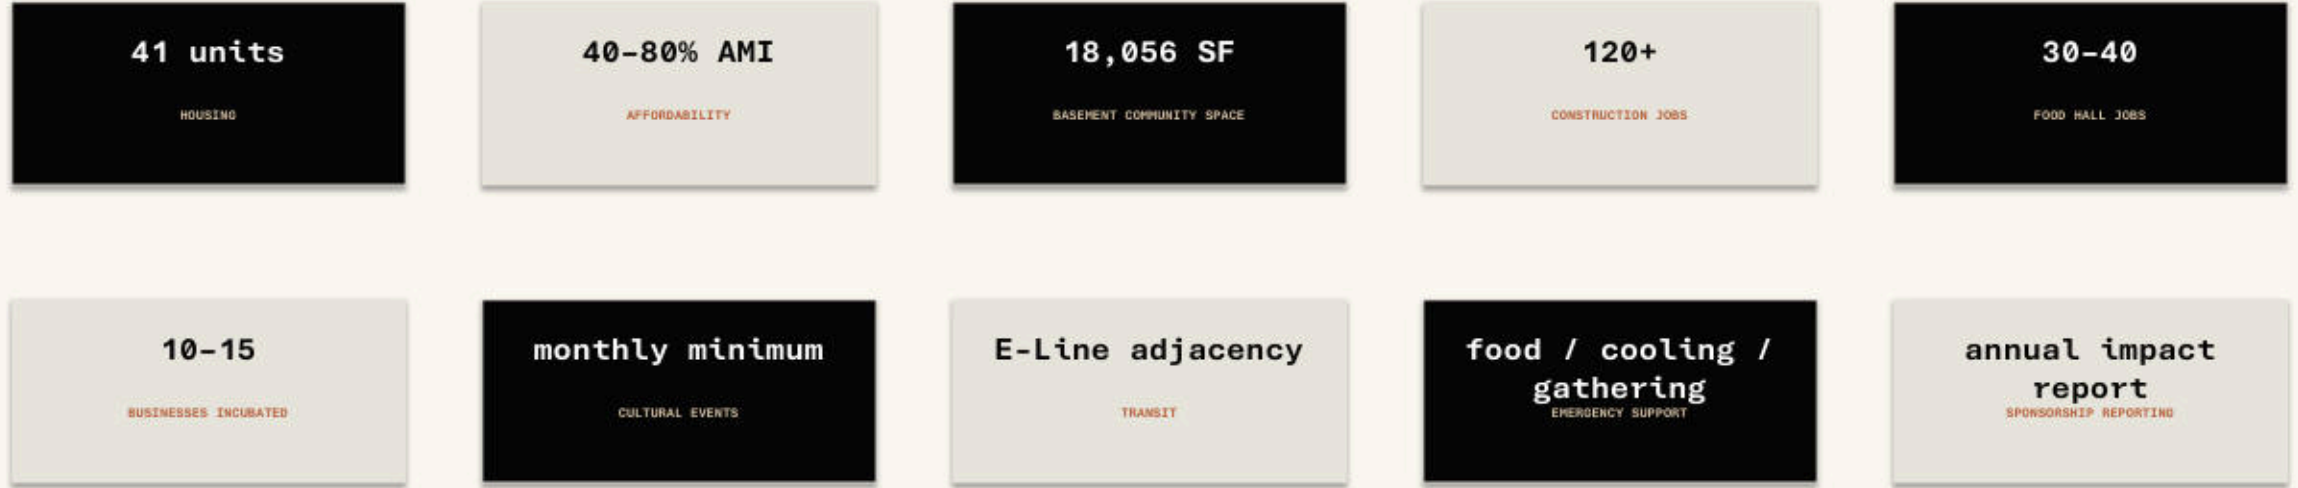 41 units
HOUSING
40–80% AMI
AFFORDABILITY
18,056 SF
BASEMENT COMMUNITY SPACE
120+
CONSTRUCTION JOBS
30–40
FOOD HALL JOBS
10–15
BUSINESSES INCUBATED
monthly minimum
CULTURAL EVENTS
E-Line adjacency
TRANSIT
food / cooling /
gathering
EMERGENCY SUPPORT
annual impact
report
SPONSORSHIP REPORTING